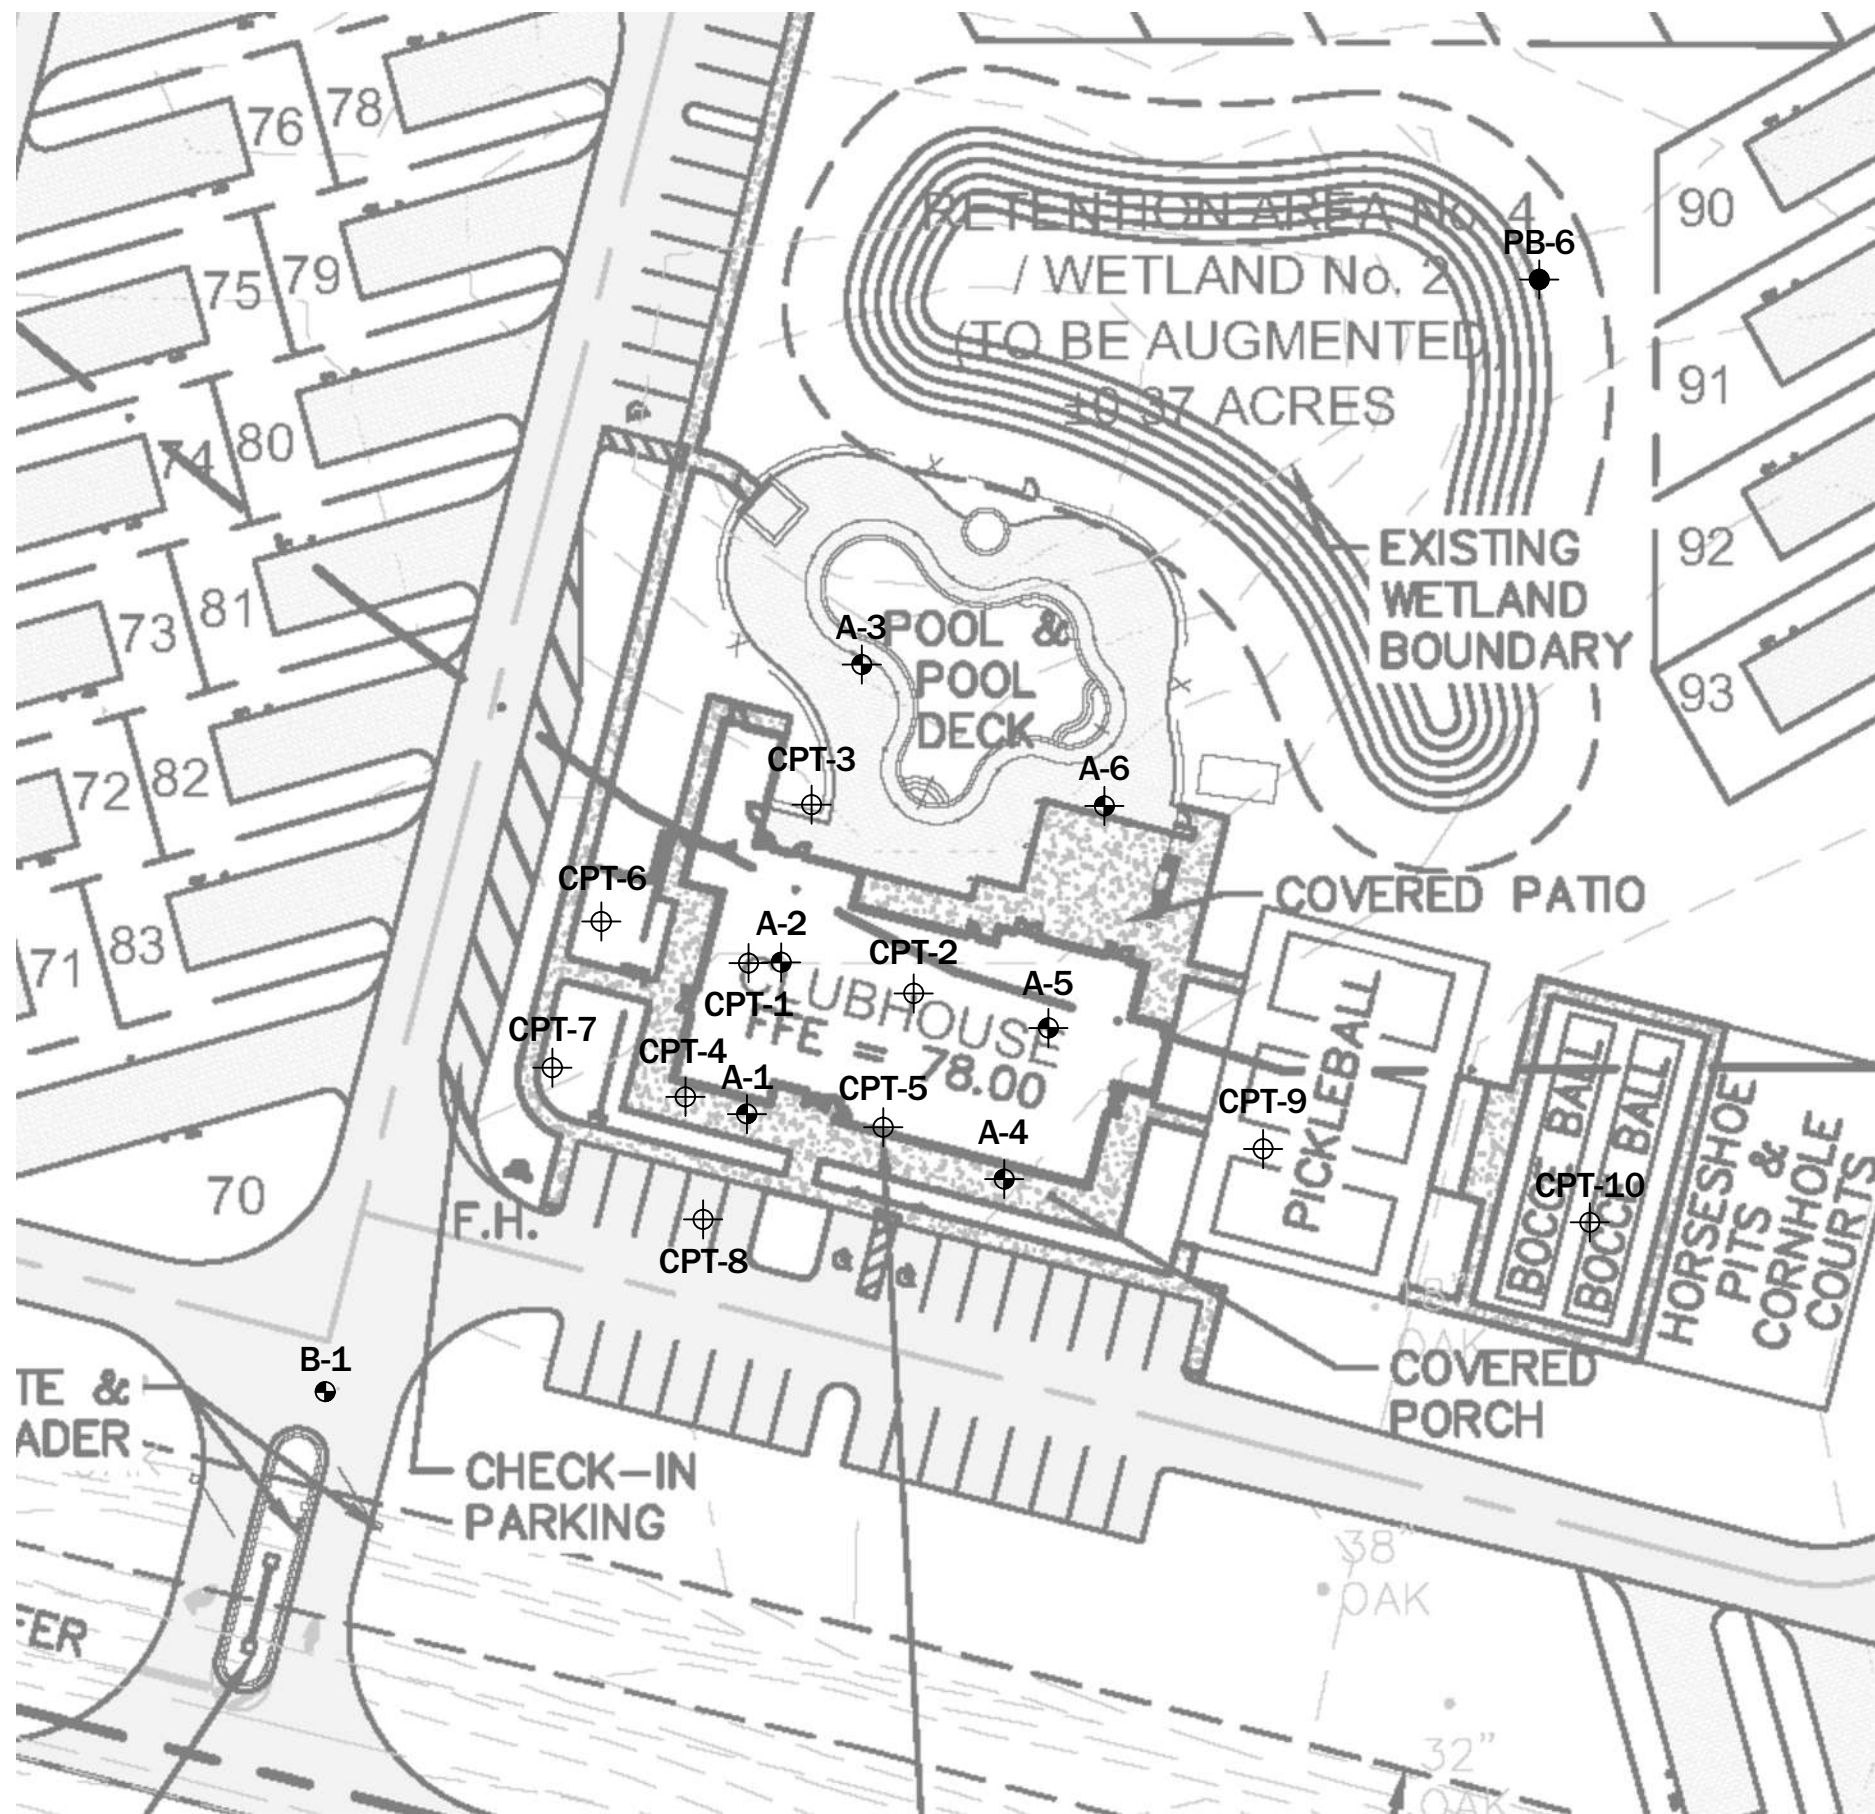 76
78
RETENTION AREA NO. 4
90
PB-6
/ WETLAND No. 2
75
79
(TO BE AUGMENTED)
±0.37 ACRES
91
74
80
EXISTING
WETLAND
BOUNDARY
92
73
81
A-3
POOL &
POOL
DECK
93
72
82
CPT-3
A-6
CPT-6
COVERED PATIO
71
83
A-2
CPT-2
A-5
CPT-1
CLUBHOUSE
FFE = 78.00
CPT-7
CPT-4
A-1
CPT-5
A-4
CPT-9
PICKLEBALL
CPT-10
BOCCE BALL
BOCCE BALL
HORSESHOE
PITS &
CORNHOLE
COURTS
70
F.H.
CPT-8
OAK
B-1
TE &
ADER
COVERED
PORCH
CHECK-IN
PARKING
38"
OAK
FER
32"
OAK